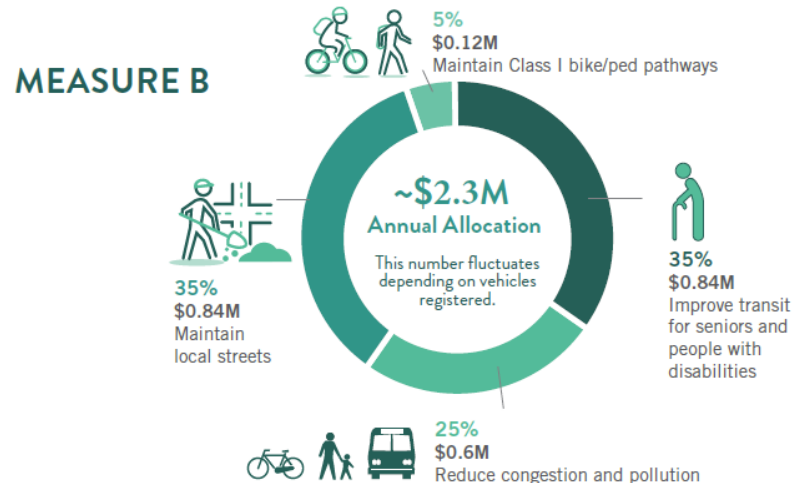 MEASURE B
5%
$0.12M
Maintain Class I bike/ped pathways
~$2.3M
Annual Allocation
This number fluctuates
depending on vehicles
registered.
35%
$0.84M
Maintain
local streets
35%
$0.84M
Improve transit
for seniors and
people with
disabilities
25%
$0.6M
Reduce congestion and pollution